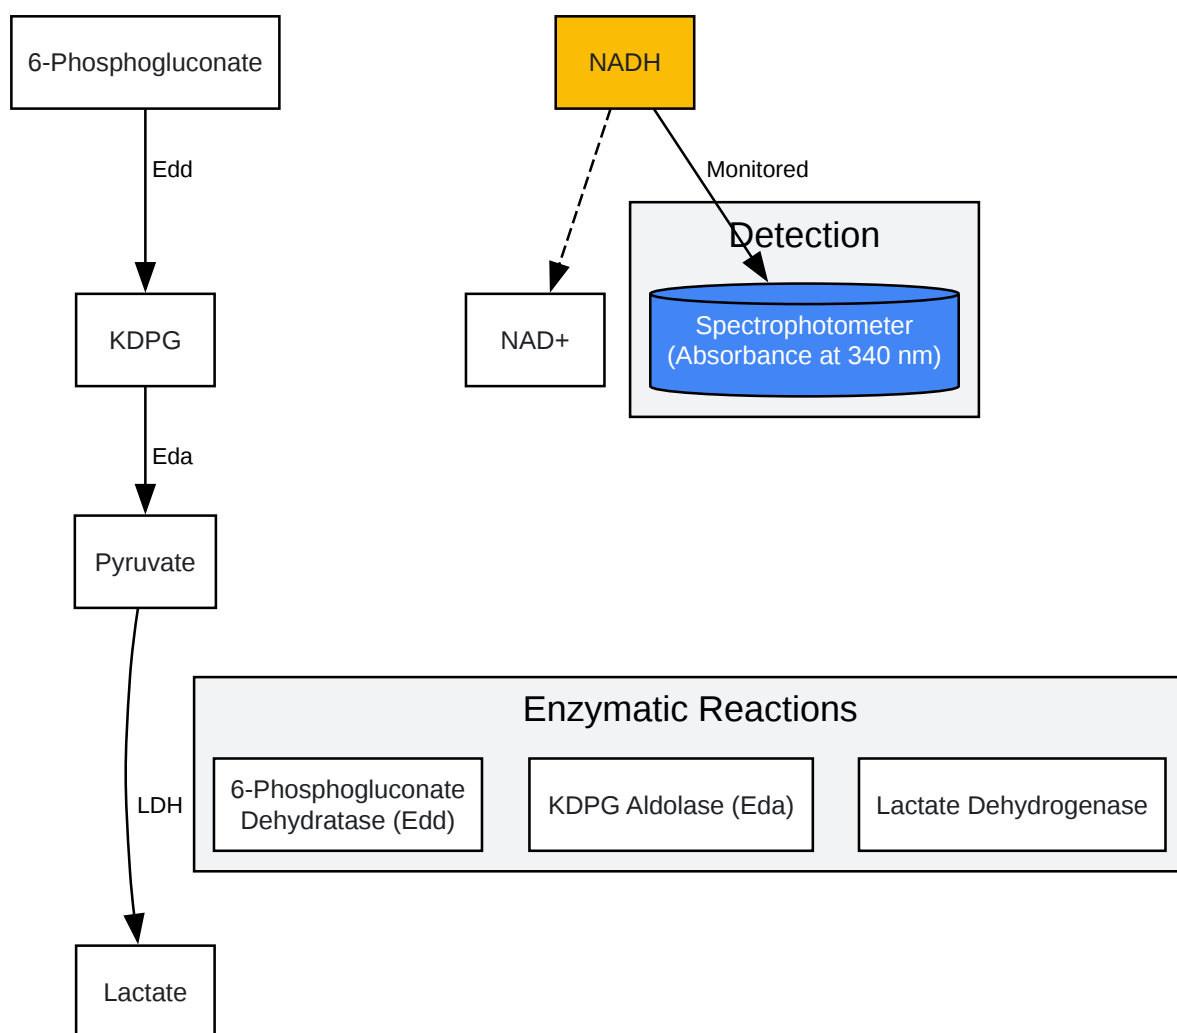 6-Phosphogluconate
NADH
Edd
Monitored
Detection
KDPG
NAD+
Spectrophotometer
(Absorbance at 340 nm)
Eda
Pyruvate
Enzymatic Reactions
6-Phosphogluconate
Dehydratase (Edd)
KDPG Aldolase (Eda)
Lactate Dehydrogenase
LDH
Lactate